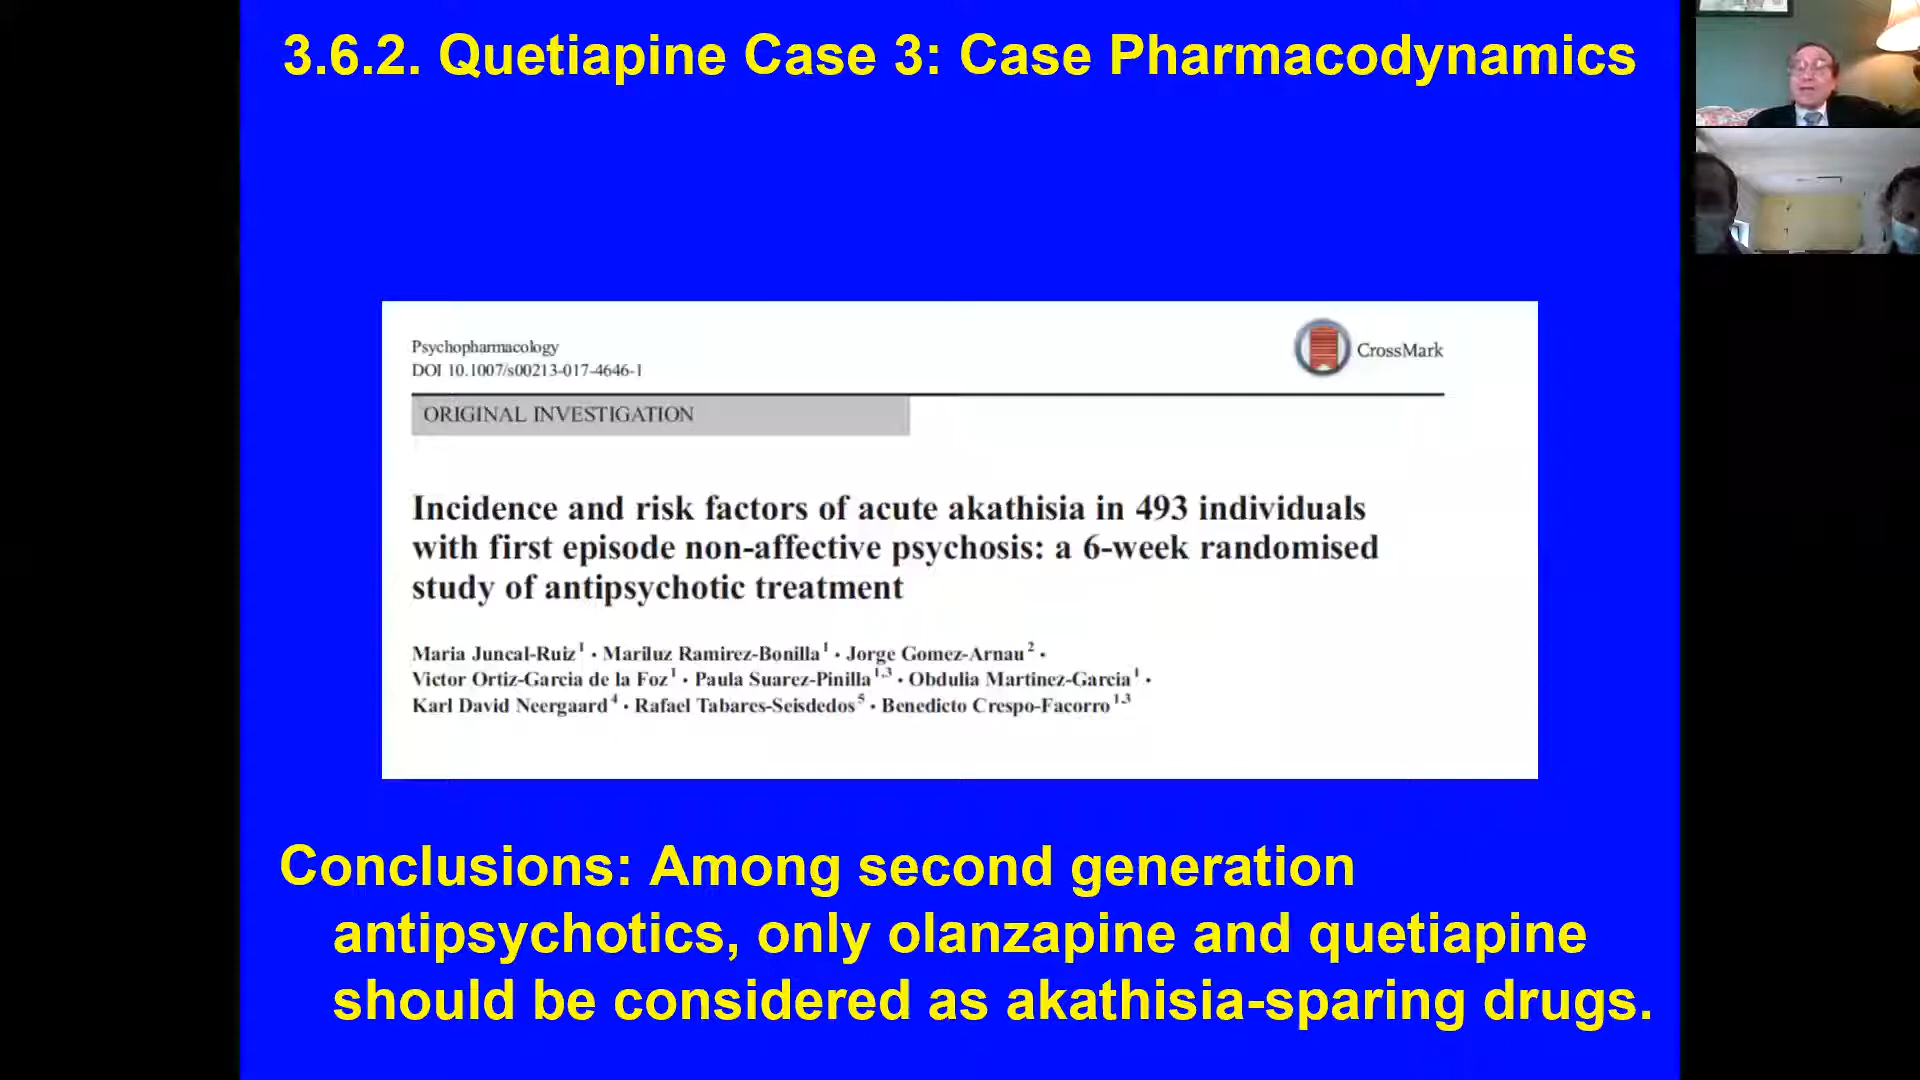 3.6.2. Quetiapine Case 3: Case Pharmacodynamics
Psychopharmacology
DOI 10.1007/s00213-017-4646-1
CrossMark
ORIGINAL INVESTIGATION
Incidence and risk factors of acute akathisia in 493 individuals
with first episode non-affective psychosis: a 6-week randomised
study of antipsychotic treatment
Maria Juncal-Ruiz¹ · Mariluz Ramirez-Bonilla¹ · Jorge Gomez-Arnau² ·
Victor Ortiz-Garcia de la Foz¹ · Paula Suarez-Pinilla¹,³ · Obdulia Martinez-Garcia¹ ·
Karl David Neergaard⁴ · Rafael Tabares-Seisdedos⁵ · Benedicto Crespo-Facorro¹,³
Conclusions: Among second generation
antipsychotics, only olanzapine and quetiapine
should be considered as akathisia-sparing drugs.